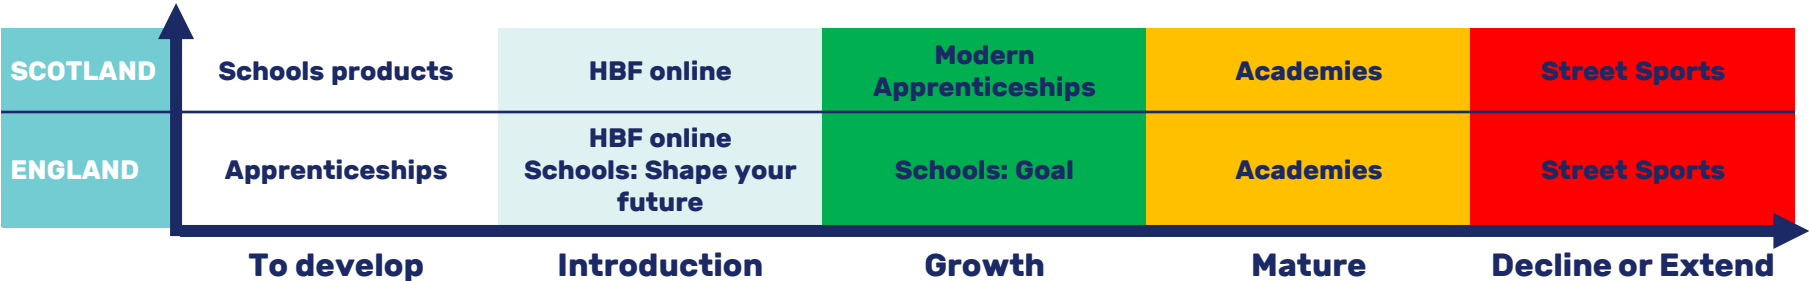 SCOTLAND
Schools products
HBF online
Modern
Apprenticeships
Academies
Street Sports
ENGLAND
Apprenticeships
HBF online
Schools: Shape your
future
Schools: Goal
Academies
Street Sports
To develop
Introduction
Growth
Mature
Decline or Extend